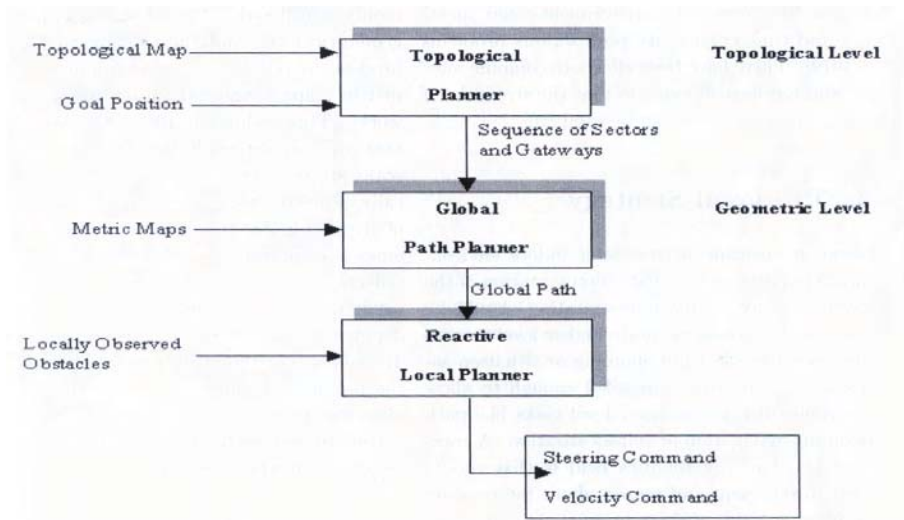 Topological Map
Topological
Topological Level
Planner
Goal Position
Sequence of Sectors
and Gateways
Global
Geometric Level
Metric Maps
Path Planner
Global Path
Reactive
Locally Observed
Obstacles
Local Planner
Steering Command
Velocity Command